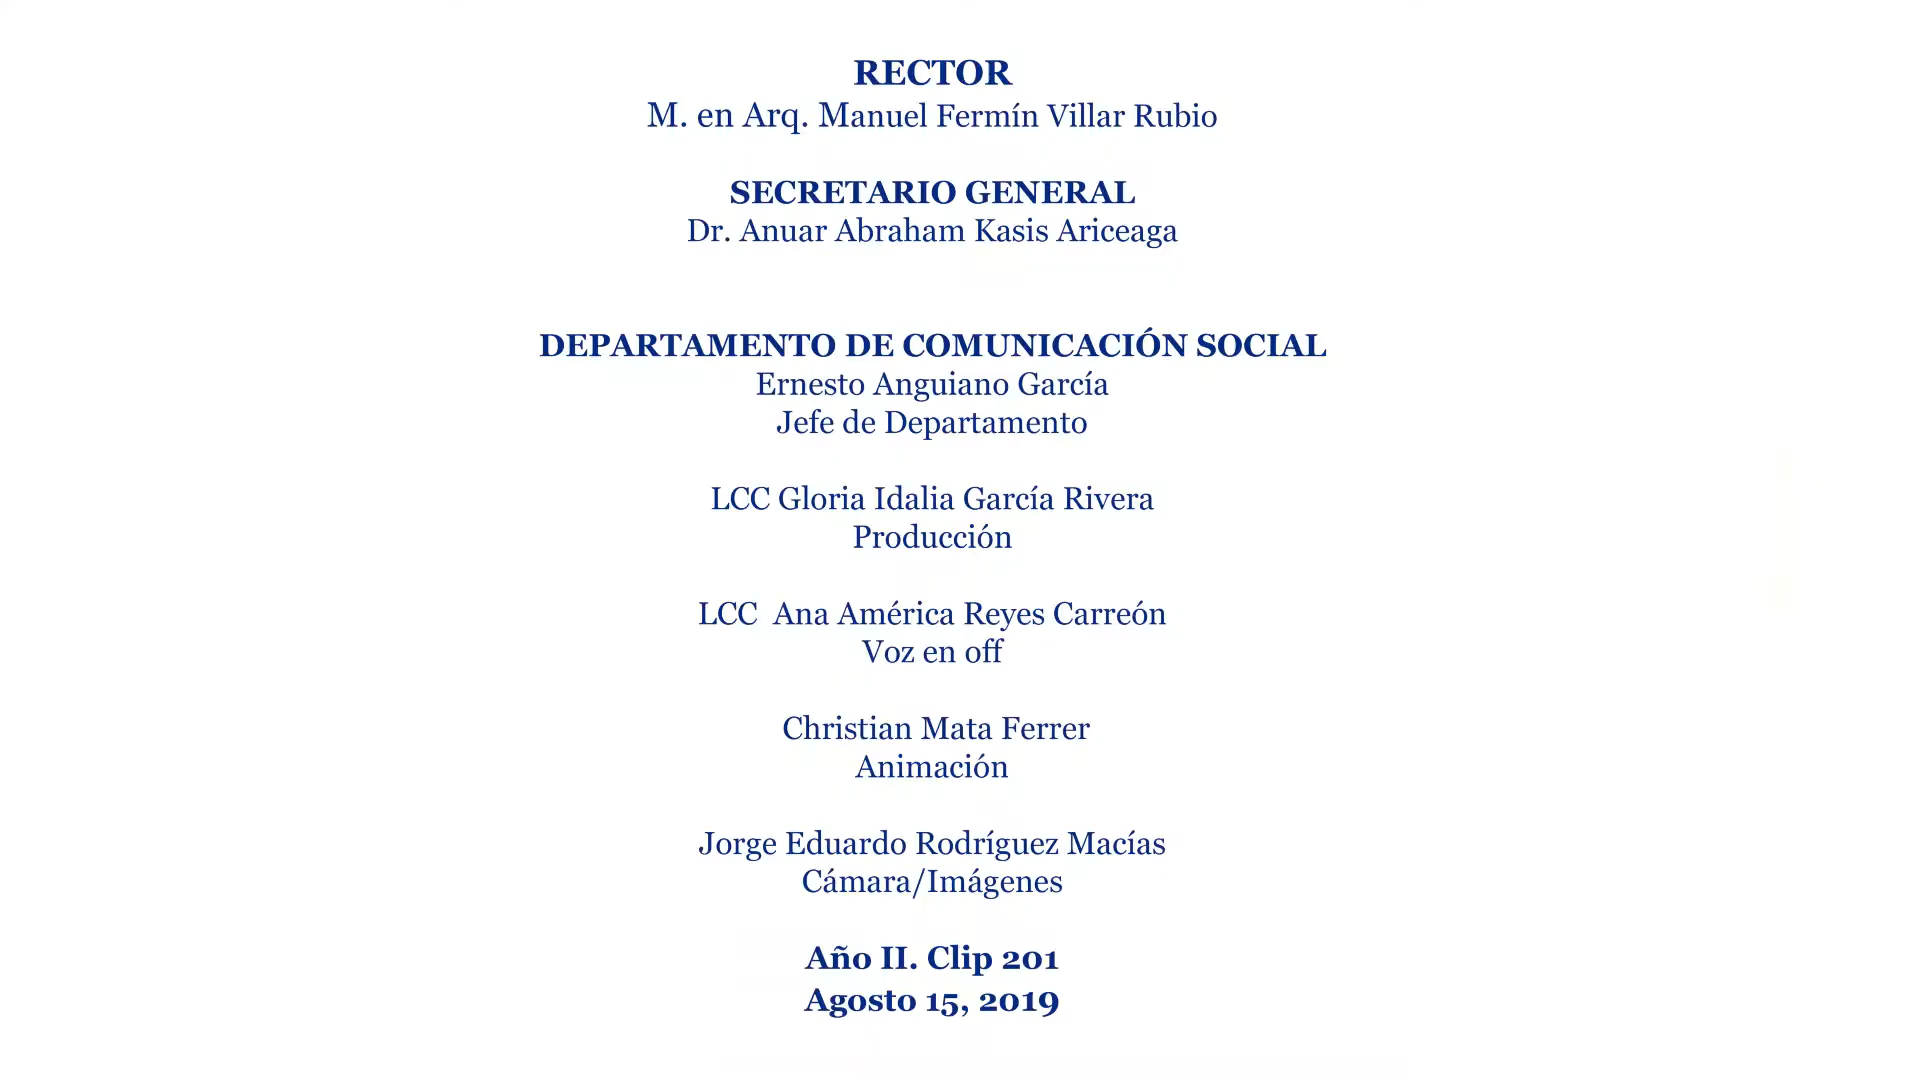 RECTOR
M. en Arq. Manuel Fermín Villar Rubio
SECRETARIO GENERAL
Dr. Anuar Abraham Kasis Ariceaga
DEPARTAMENTO DE COMUNICACIÓN SOCIAL
Ernesto Anguiano García
Jefe de Departamento
LCC Gloria Idalia García Rivera
Producción
LCC  Ana América Reyes Carreón
Voz en off
Christian Mata Ferrer
Animación
Jorge Eduardo Rodríguez Macías
Cámara/Imágenes
Año II. Clip 201
Agosto 15, 2019